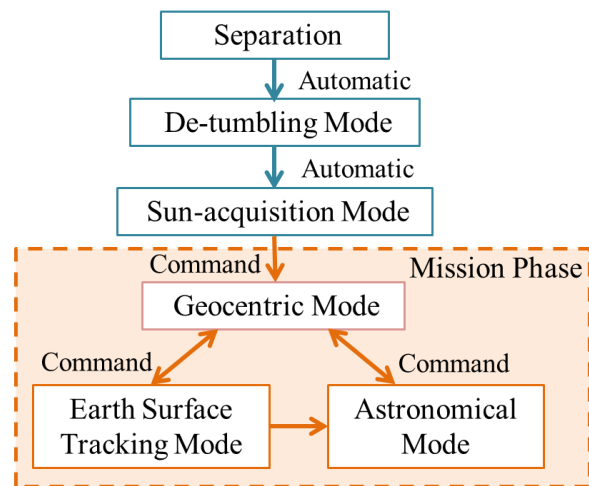 Separation
Automatic
De-tumbling Mode
Automatic
Sun-acquisition Mode
Command
Mission Phase
Geocentric Mode
Command
Command
Earth Surface
Tracking Mode
Astronomical
Mode